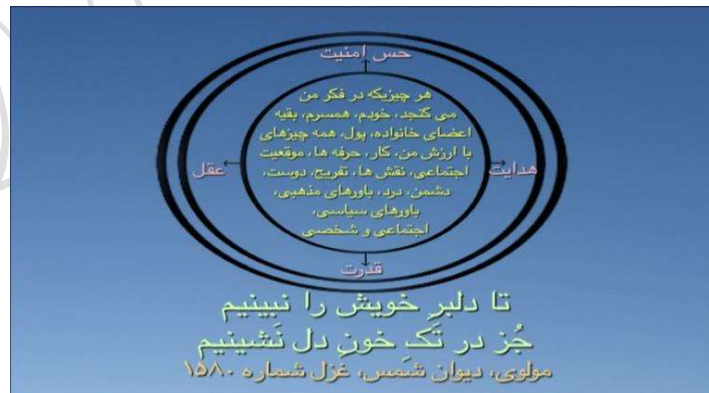 حس امنیت
هر چیزیکه در فکر من
می گنجد، خودم، همسرم، بقیه
اعضای خانواده، پول، همه چیزهای
با ارزش من، کار، حرفه ها، موقعیت
اجتماعی، نقش ها، تفریح، دوست،
دشمن، درد، باورهای مذهبی،
باورهای سیاسی،
اجتماعی و شخصی
هدایت
عقل
قدرت
تا دلبرِ خویش را نبینیم
جُز در تَکِ خونِ دل نَشینیم
مولوی، دیوان شمس، غزل شماره ۱۵۸۰